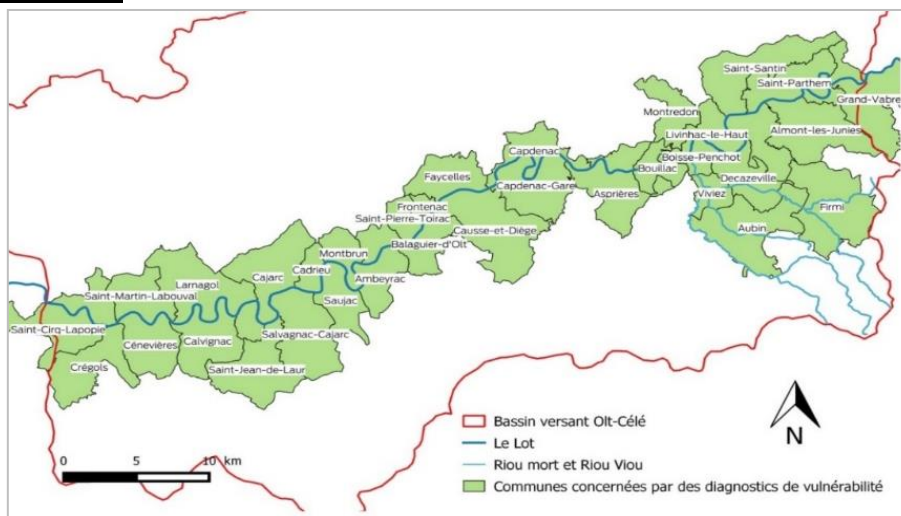 Saint-Santin
Saint-Parthem
Grand-Vabre
Montredon
Livinhac-le-Haut
Almont-les-Junies
Capdenac
Boisse-Penchot
Bouillac
Faycelles
Capdenac-Gare
Decazeville
Asprières
Viviez
Firmi
Frontenac
Saint-Pierre-Toirac
Aubin
Causse-et-Diège
Montbrun
Balaguier-d'Olt
Cajarc
Cadrieu
Larnagol
Ambeyrac
Saint-Martin-Labouval
Saujac
Saint-Cirq-Lapopie
Salvagnac-Cajarc
Cénevières
Calvignac
Crégols
Saint-Jean-de-Laur
0 5 10 km
N
Bassin versant Olt-Célé
Le Lot
Riou mort et Riou Viou
Communes concernées par des diagnostics de vulnérabilité